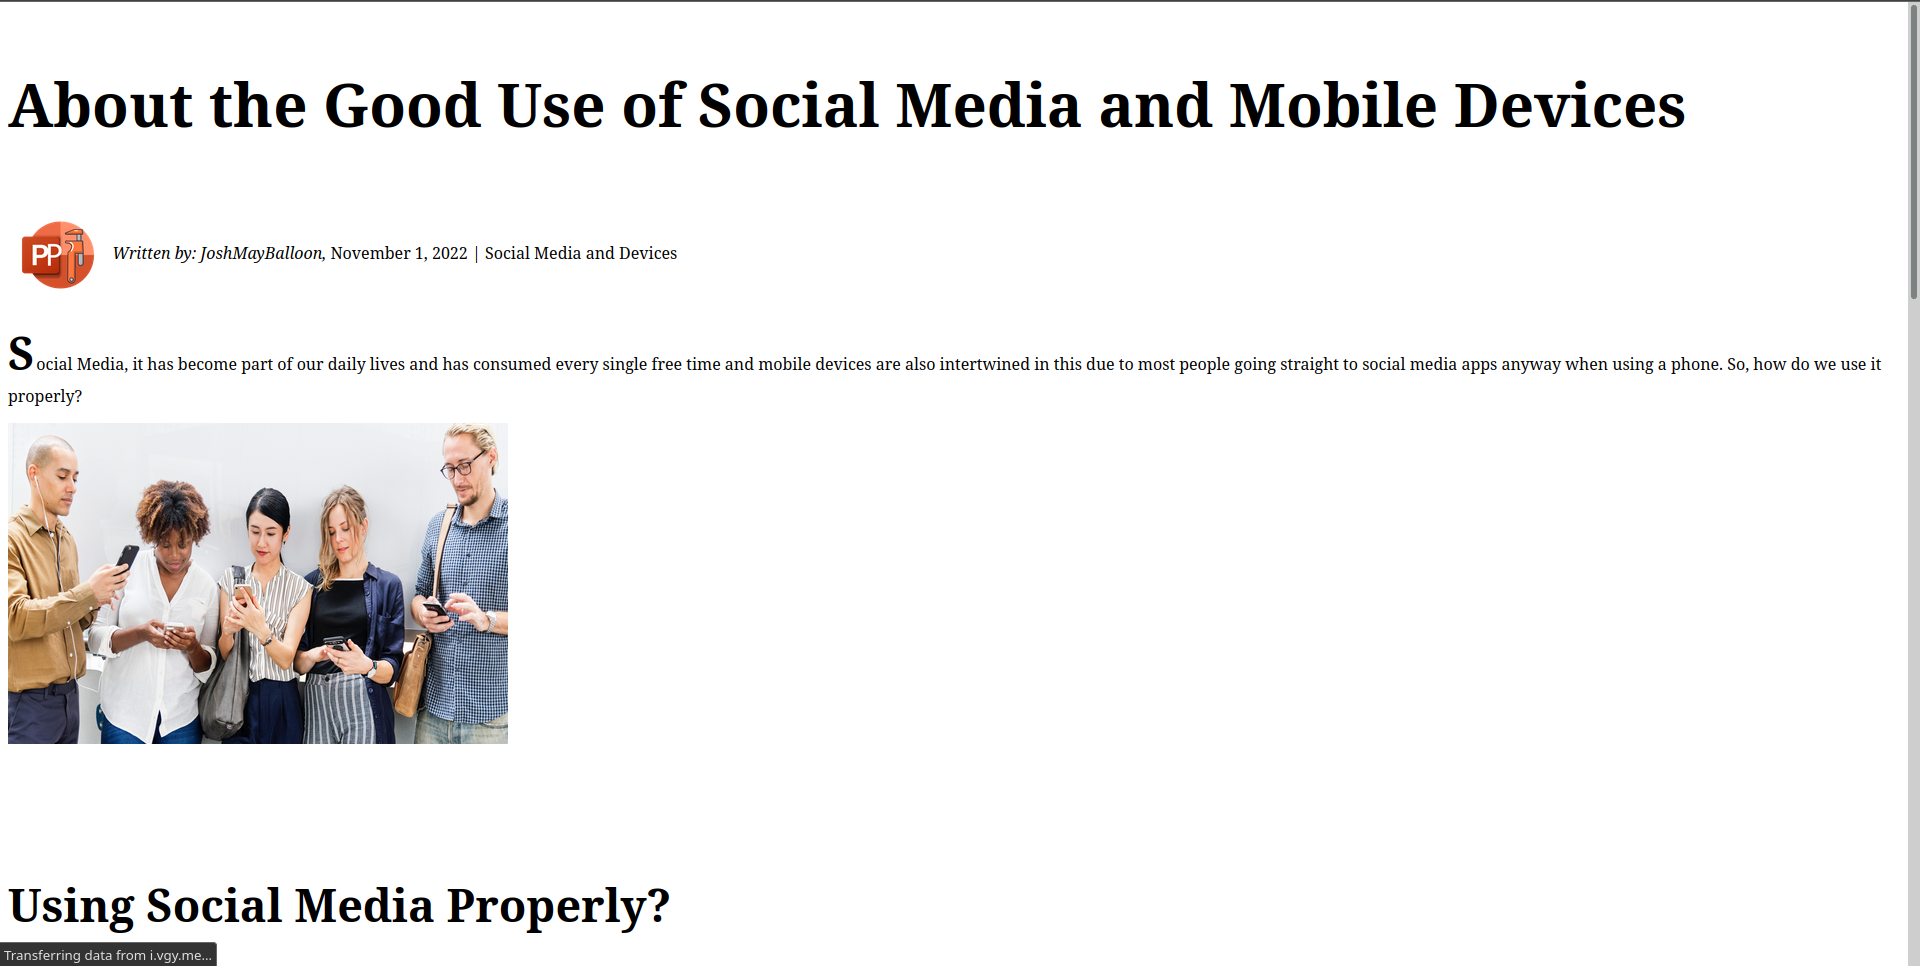 About the Good Use of Social Media and Mobile Devices
PP
Written by: JoshMayBalloon, November 1, 2022 | Social Media and Devices
Social Media, it has become part of our daily lives and has consumed every single free time and mobile devices are also intertwined in this due to most people going straight to social media apps anyway when using a phone. So, how do we use it
properly?
Using Social Media Properly?
Transferring data from i.vgy.me...